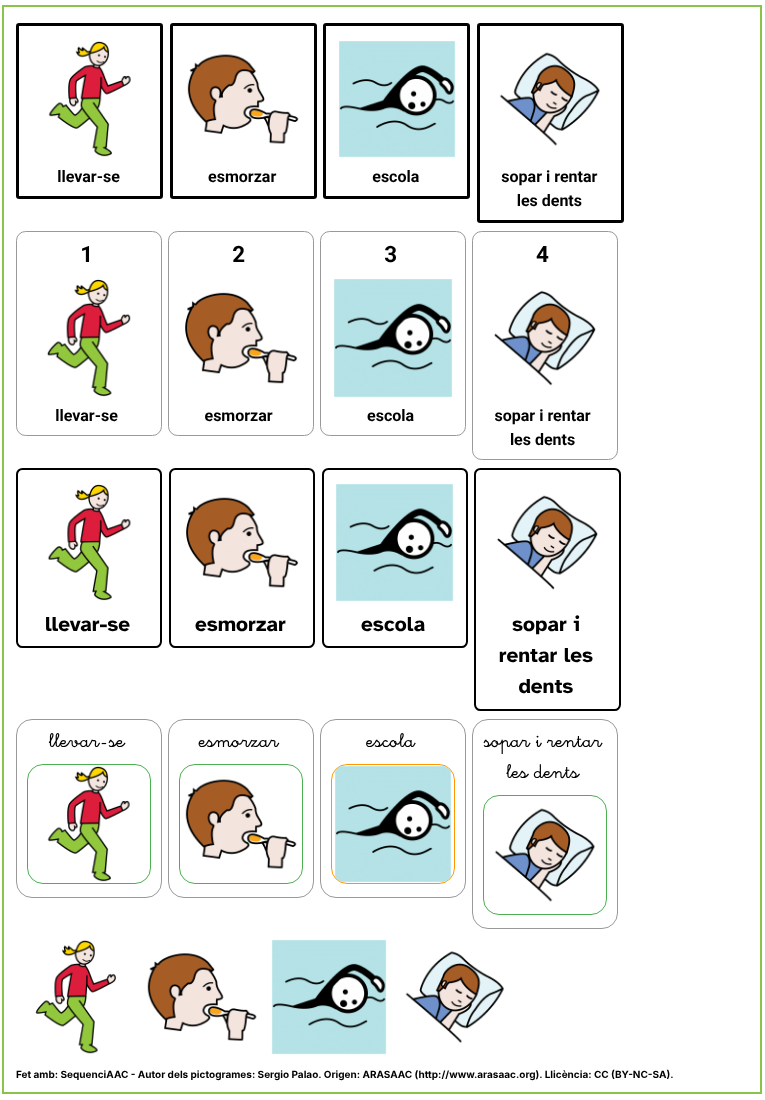 llevar-se
esmorzar
escola
sopar i rentar
les dents
1
2
3
4
llevar-se
esmorzar
escola
sopar i rentar
les dents
llevar-se
esmorzar
escola
sopar i
rentar les
dents
llevar-se
esmorzar
escola
sopar i rentar
les dents
Fet amb: SequenciAAC - Autor dels pictogrames: Sergio Palao. Origen: ARASAAC (http://www.arasaac.org). Llicència: CC (BY-NC-SA).